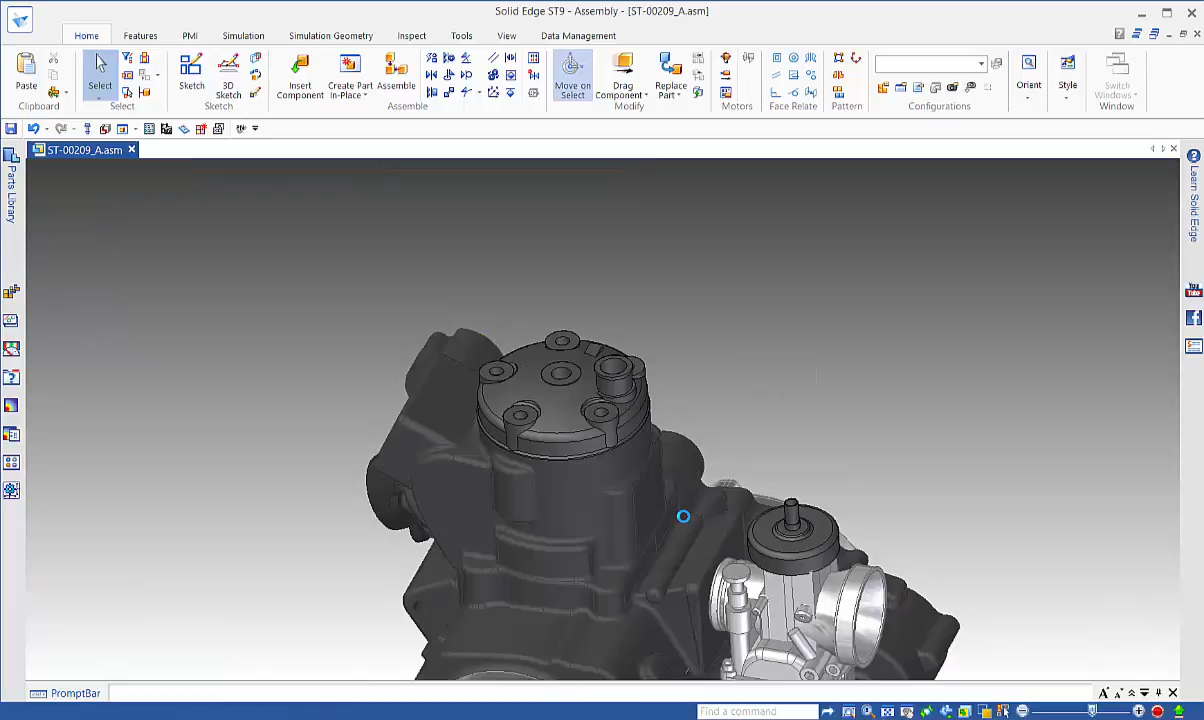 Solid Edge ST9 - Assembly - [ST-00209_A.asm]
Home Features PMI Simulation Simulation Geometry Inspect Tools View Data Management
Paste
Clipboard
Select
Select
Sketch
3D Sketch
Sketch
Insert Component
Create Part In-Place
Assemble
Assemble
Move on Select
Drag Component
Replace Part
Modify
Motors
Face Relate
Pattern
Configurations
Orient
Style
Switch Windows
Window
ST-00209_A.asm
Parts Library
Learn Solid Edge
You Tube
PromptBar
Find a command